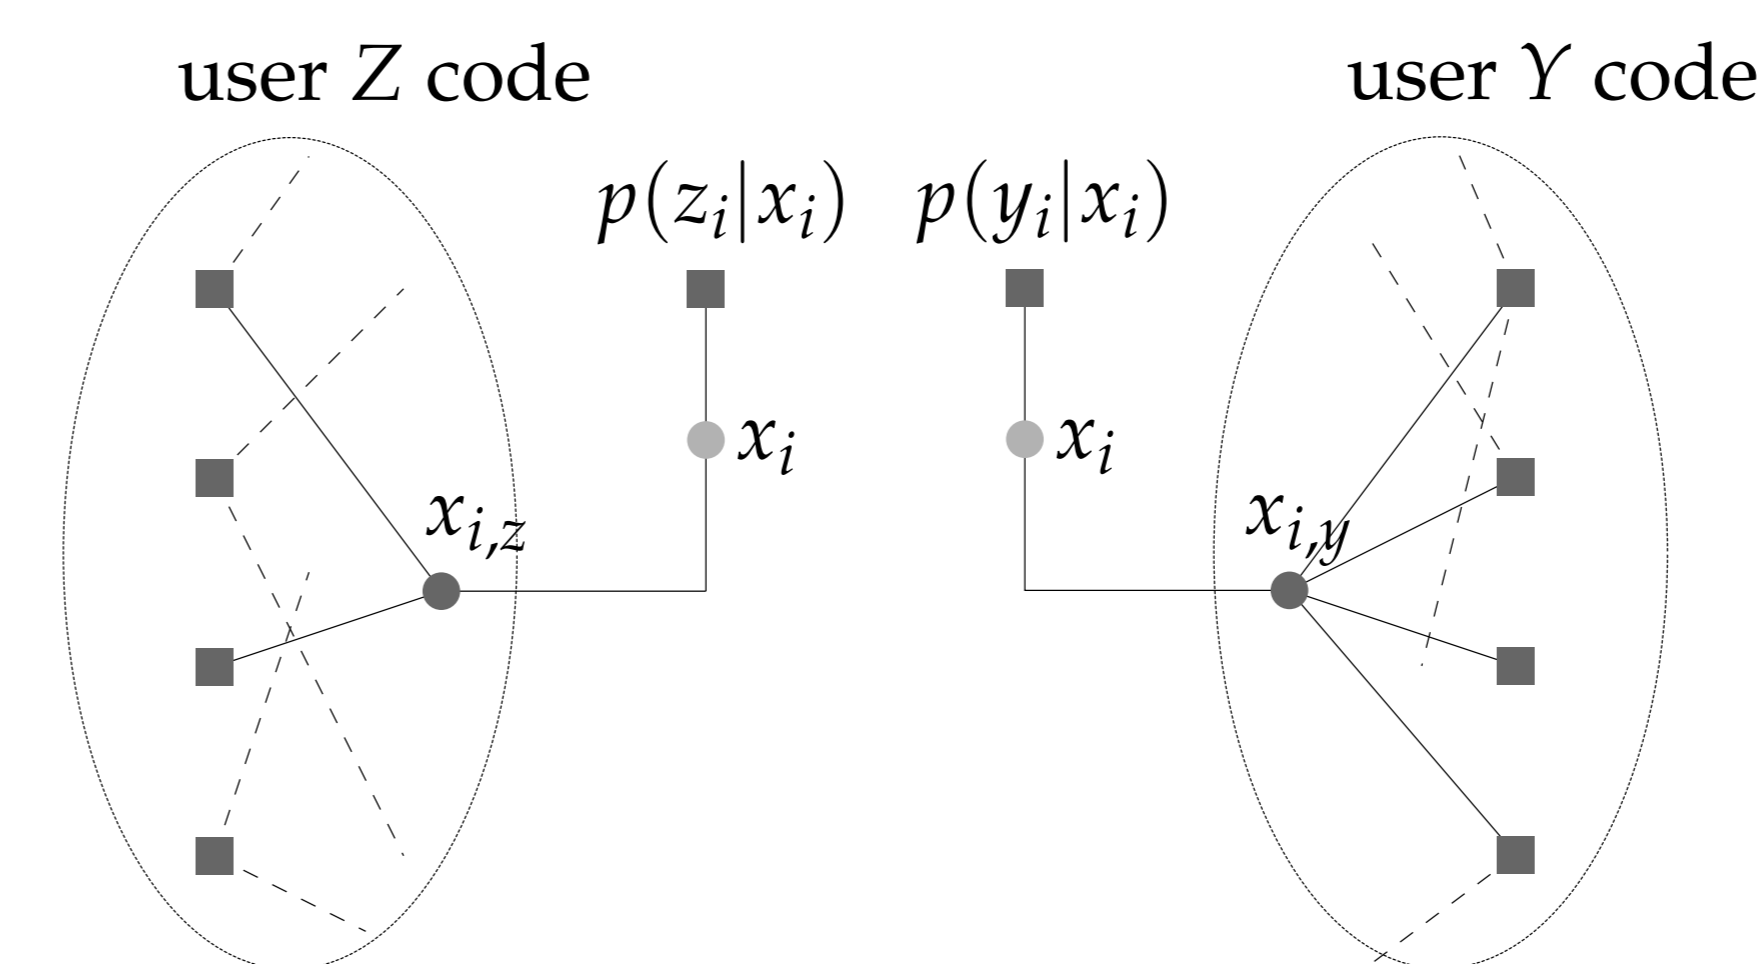 user Z code
user Y code
p(z_i|x_i)
p(y_i|x_i)
x_i
x_i
x_{i,z}
x_{i,y}